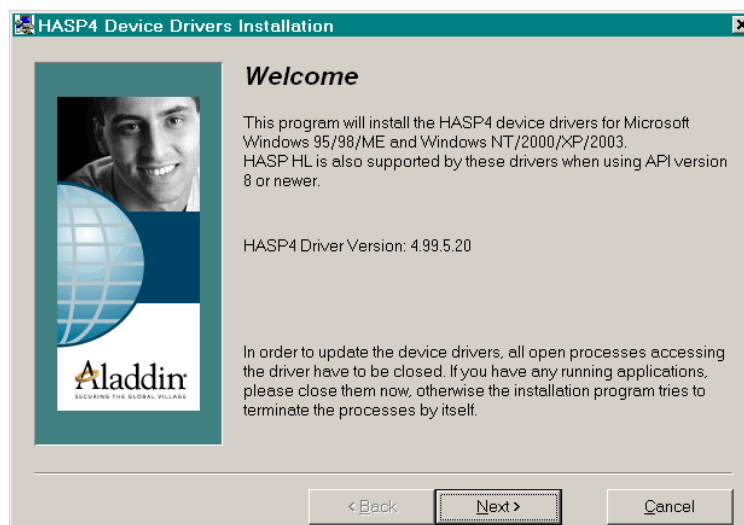 HASP4 Device Drivers Installation
Welcome
This program will install the HASP4 device drivers for Microsoft
Windows 95/98/ME and Windows NT/2000/XP/2003.
HASP HL is also supported by these drivers when using API version
8 or newer.
HASP4 Driver Version: 4.99.5.20
In order to update the device drivers, all open processes accessing
the driver have to be closed. If you have any running applications,
please close them now, otherwise the installation program tries to
terminate the processes by itself.
Aladdin
SECURING THE GLOBAL VILLAGE
< Back
Next >
Cancel